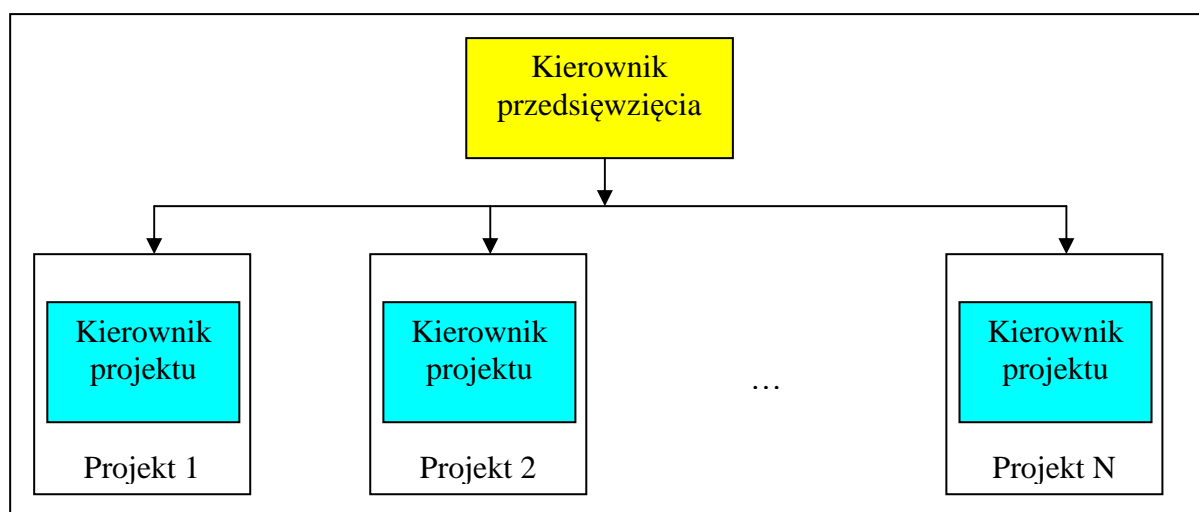 Kierownik
przedsięwzięcia
Kierownik
projektu
Projekt 1
Kierownik
projektu
Projekt 2
…
Kierownik
projektu
Projekt N